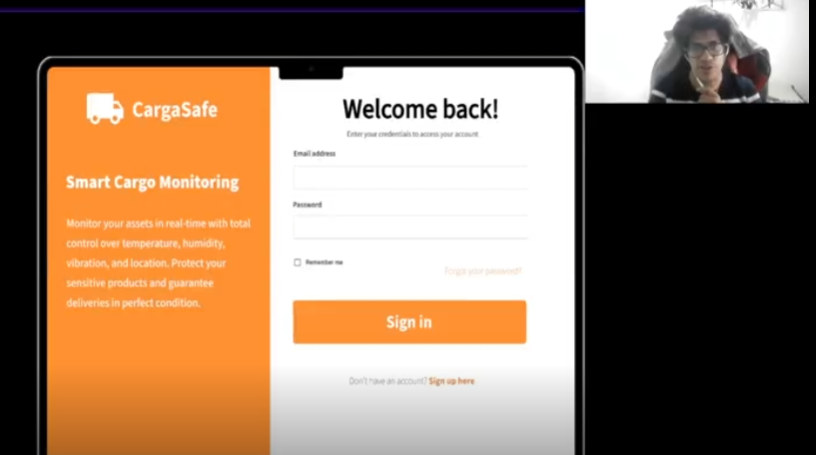 CargaSafe
Smart Cargo Monitoring
Monitor your assets in real-time with total
control over temperature, humidity,
vibration, and location. Protect your
sensitive products and guarantee
deliveries in perfect condition.
Welcome back!
Enter your credentials to access your account
Email address
Password
Remember me
Forgot your password?
Sign in
Don't have an account? Sign up here